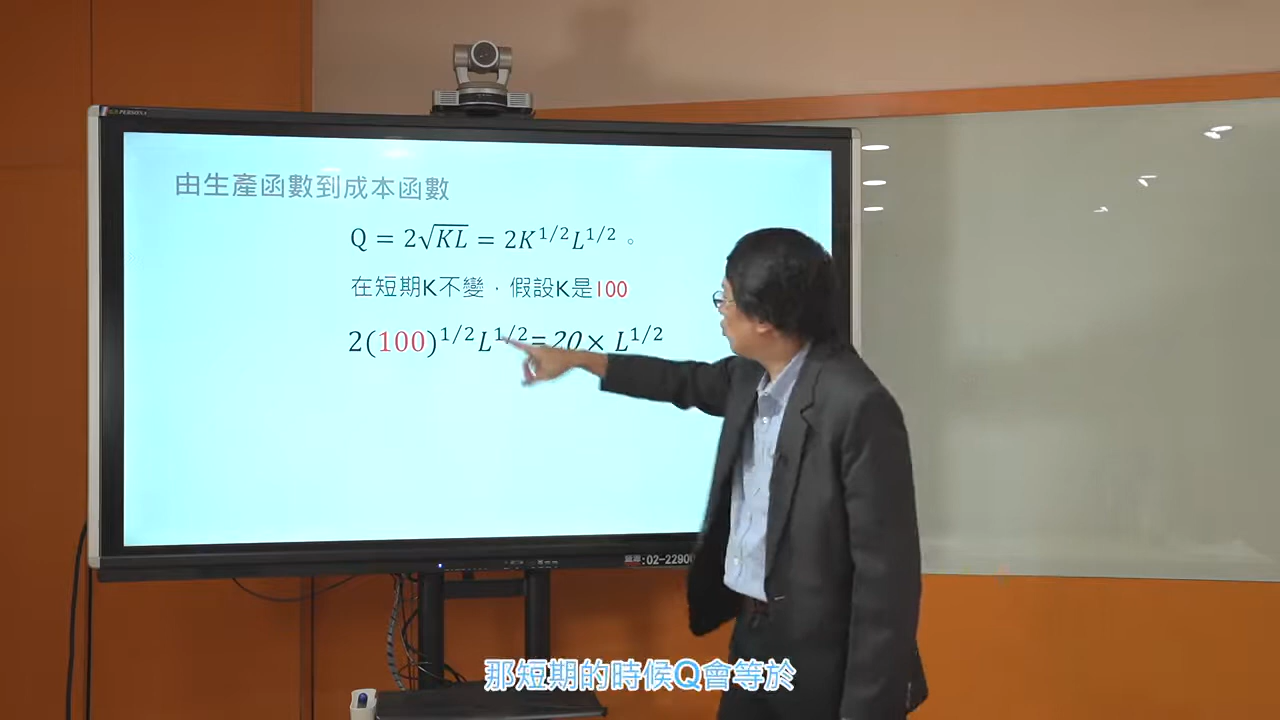 由生產函數到成本函數
Q = 2√KL = 2K^1/2 L^1/2 。
在短期K不變，假設K是100
2(100)^1/2 L^1/2 = 20 × L^1/2
:02-2290
那短期的時候Q會等於